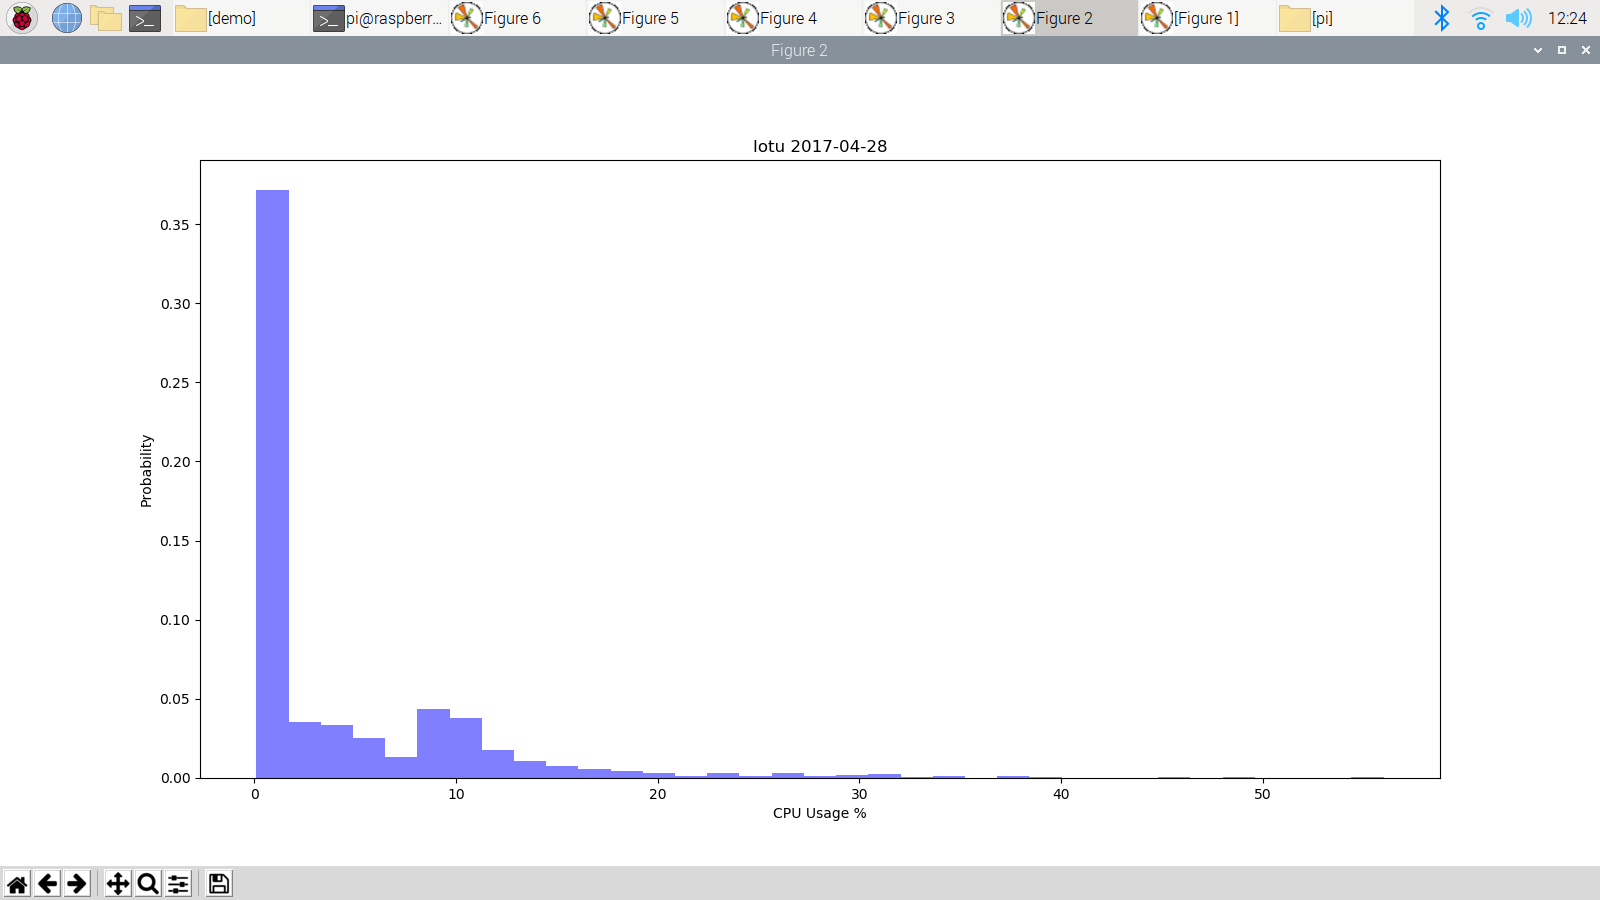 [demo] pi@raspberr... Figure 6 Figure 5 Figure 4 Figure 3 Figure 2 [Figure 1] [pi] 12:24
Figure 2
Iotu 2017-04-28
0.35
0.30
0.25
0.20
0.15
0.10
0.05
0.00
Probability
0 10 20 30 40 50
CPU Usage %